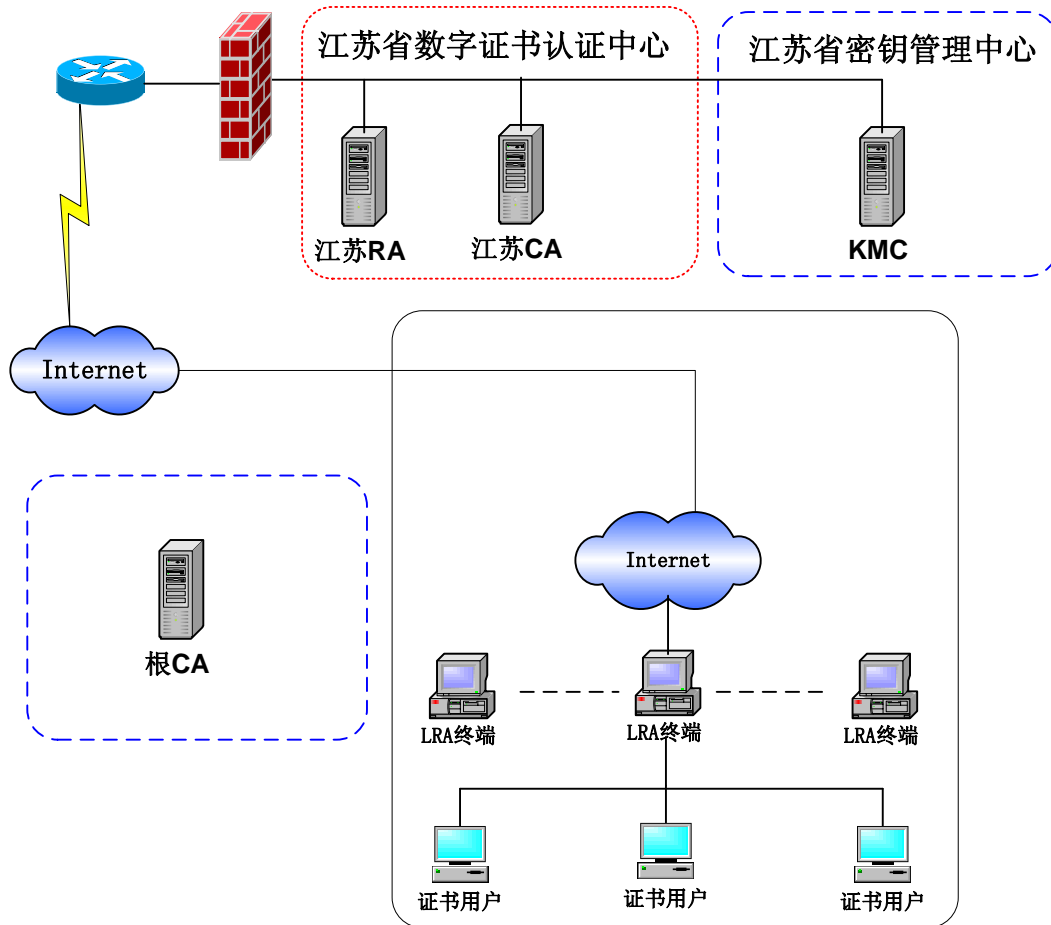 江苏省数字证书认证中心
江苏省密钥管理中心
江苏RA
江苏CA
KMC
Internet
Internet
根CA
LRA终端
LRA终端
LRA终端
证书用户
证书用户
证书用户